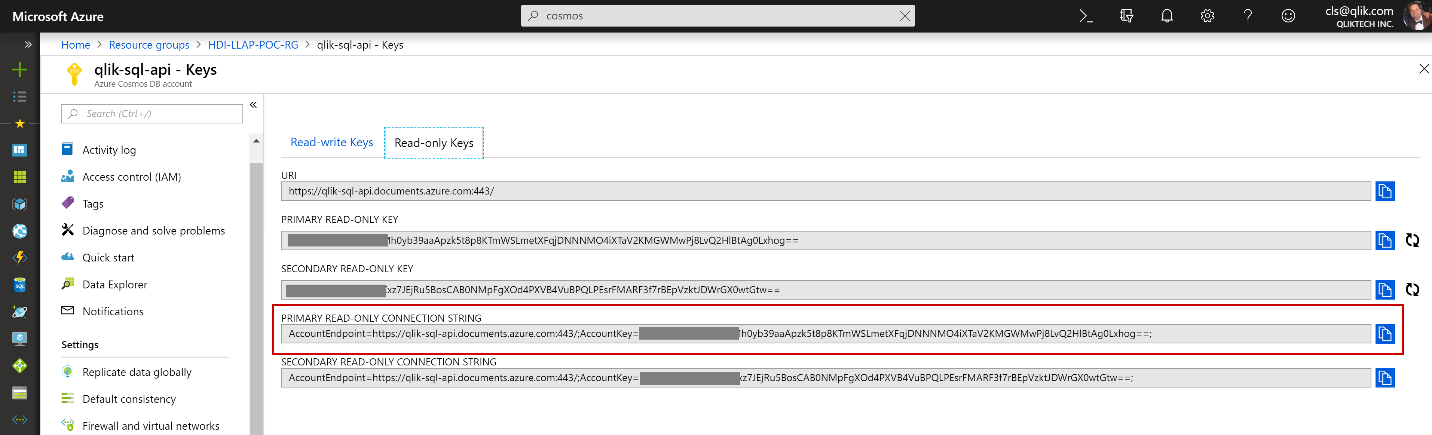 Microsoft Azure
cosmos
cls@qlik.com
QLIKTECH INC.
Home > Resource groups > HDI-LLAP-POC-RG > qlik-sql-api - Keys
qlik-sql-api - Keys
Azure Cosmos DB account
Search (Ctrl+/)
Activity log
Access control (IAM)
Tags
Diagnose and solve problems
Quick start
Data Explorer
Notifications
Settings
Replicate data globally
Default consistency
Firewall and virtual networks
Read-write Keys
Read-only Keys
URI
https://qlik-sql-api.documents.azure.com:443/
PRIMARY READ-ONLY KEY
h0yb39aaApzk5t8p8KTmWSLmetXFqjDNNNMO4iXTaV2KMGWMwPj8LvQ2HlBtAg0Lxhog==
SECONDARY READ-ONLY KEY
xz7JEjRu5BosCAB0NMpFgXOd4PXVB4VuBPQLPEsrFMARF3f7rBEpVzktJDWrGX0wtGtw==
PRIMARY READ-ONLY CONNECTION STRING
AccountEndpoint=https://qlik-sql-api.documents.azure.com:443/;AccountKey= h0yb39aaApzk5t8p8KTmWSLmetXFqjDNNNMO4iXTaV2KMGWMwPj8LvQ2HlBtAg0Lxhog==;
SECONDARY READ-ONLY CONNECTION STRING
AccountEndpoint=https://qlik-sql-api.documents.azure.com:443/;AccountKey= xz7JEjRu5BosCAB0NMpFgXOd4PXVB4VuBPQLPEsrFMARF3f7rBEpVzktJDWrGX0wtGtw==;